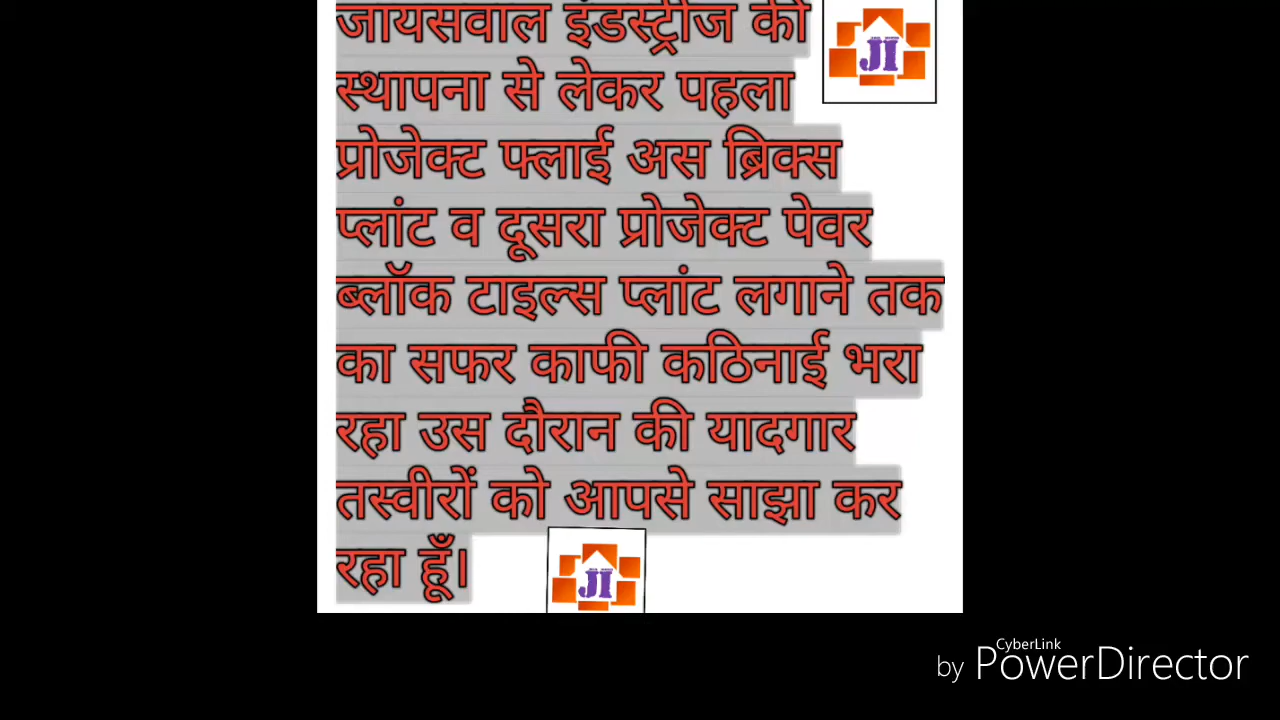 जायसवाल इंडस्ट्रीज की
JI
स्थापना से लेकर पहला
प्रोजेक्ट फ्लाई अस ब्रिक्स
प्लांट व दूसरा प्रोजेक्ट पेवर
ब्लॉक टाइल्स प्लांट लगाने तक
का सफर काफी कठिनाई भरा
रहा उस दौरान की यादगार
तस्वीरों को आपसे साझा कर
रहा हूँ।
JI
CyberLink
by PowerDirector